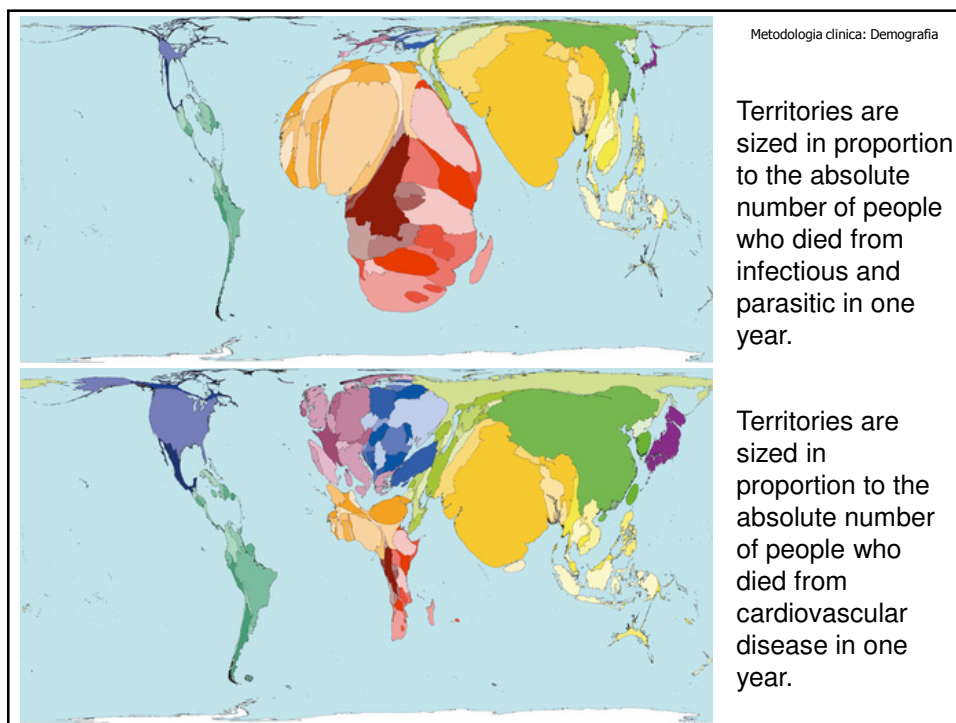 Metodologia clinica: Demografia
Territories are
sized in proportion
to the absolute
number of people
who died from
infectious and
parasitic in one
year.
Territories are
sized in
proportion to the
absolute number
of people who
died from
cardiovascular
disease in one
year.